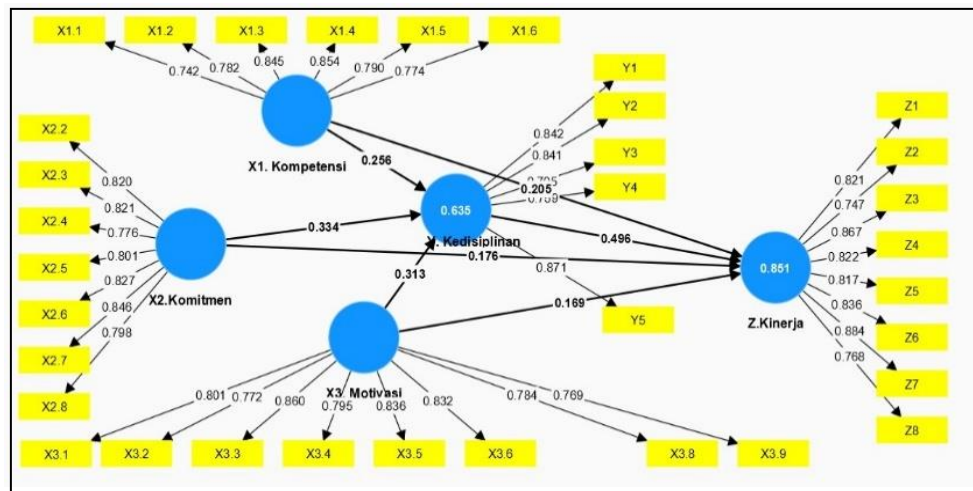 X1.1 X1.2 X1.3 X1.4 X1.5 X1.6
0.742 0.782 0.845 0.854 0.790 0.774
X1. Kompetensi
X2.2
X2.3
X2.4
X2.5
X2.6
X2.7
X2.8
0.820
0.821
0.776
0.801
0.827
0.846
0.798
X2.Komitmen
0.256
0.334
0.313
0.205
0.176
0.496
0.169
0.635
Kedisiplinan
Y1
Y2
Y3
Y4
Y5
0.842
0.841
0.871
X3. Motivasi
0.801 0.772 0.860 0.795 0.836 0.832 0.784 0.769
X3.1 X3.2 X3.3 X3.4 X3.5 X3.6 X3.8 X3.9
0.851
Z.Kinerja
0.821
0.747
0.867
0.822
0.817
0.836
0.884
0.768
Z1
Z2
Z3
Z4
Z5
Z6
Z7
Z8